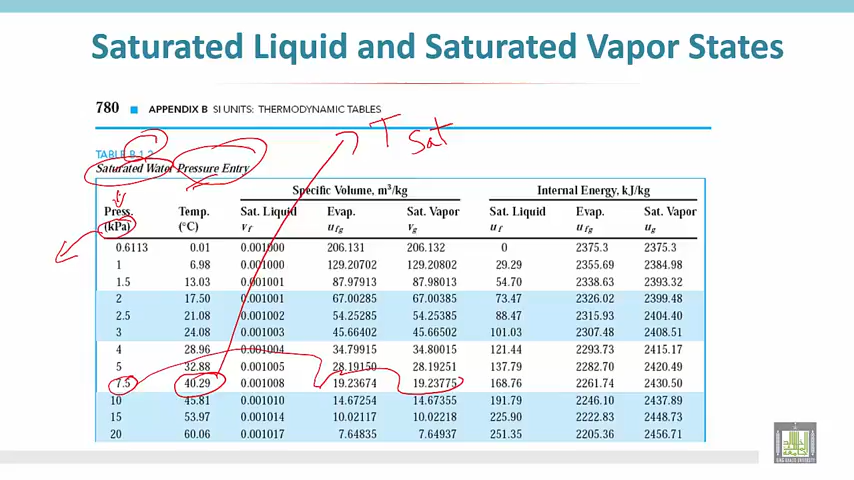 Saturated Liquid and Saturated Vapor States
780 ■ APPENDIX B SI UNITS: THERMODYNAMIC TABLES
T sat
TABLE B.1.2
Saturated Water Pressure Entry
Specific Volume, m³/kg Internal Energy, kJ/kg
Press. Temp. Sat. Liquid Evap. Sat. Vapor Sat. Liquid Evap. Sat. Vapor
(kPa) (°C) vf ufg vg uf ufg ug
0.6113 0.01 0.001000 206.131 206.132 0 2375.3 2375.3
1 6.98 0.001000 129.20702 129.20802 29.29 2355.69 2384.98
1.5 13.03 0.001001 87.97913 87.98013 54.70 2338.63 2393.32
2 17.50 0.001001 67.00285 67.00385 73.47 2326.02 2399.48
2.5 21.08 0.001002 54.25285 54.25385 88.47 2315.93 2404.40
3 24.08 0.001003 45.66402 45.66502 101.03 2307.48 2408.51
4 28.96 0.001004 34.79915 34.80015 121.44 2293.73 2415.17
5 32.88 0.001005 28.19150 28.19251 137.79 2282.70 2420.49
7.5 40.29 0.001008 19.23674 19.23775 168.76 2261.74 2430.50
10 45.81 0.001010 14.67254 14.67355 191.79 2246.10 2437.89
15 53.97 0.001014 10.02117 10.02218 225.90 2222.83 2448.73
20 60.06 0.001017 7.64835 7.64937 251.35 2205.36 2456.71